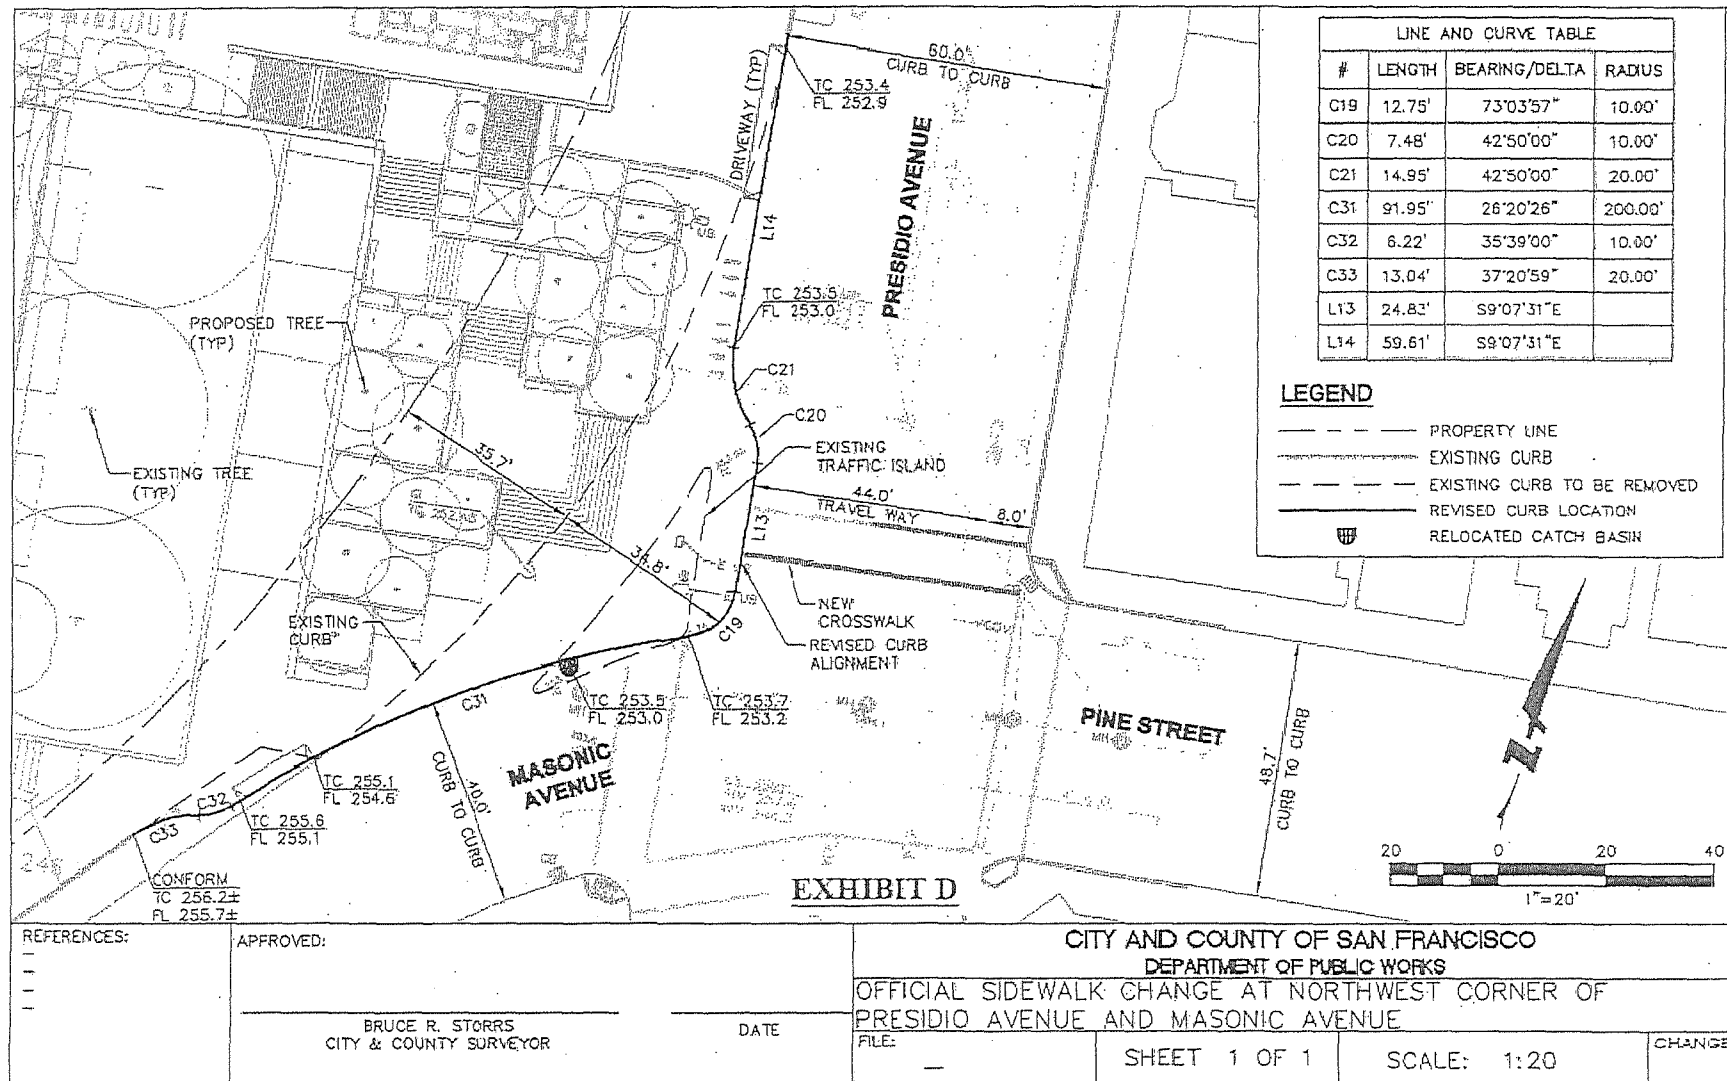 LINE AND CURVE TABLE
# LENGTH BEARING/DELTA RADIUS
C19 12.75' 73°03'57" 10.00'
C20 7.48' 42°50'00" 10.00'
C21 14.95' 42°50'00" 20.00'
C31 91.95' 26°20'26" 200.00'
C32 6.22' 35°39'00" 10.00'
C33 13.04' 37°20'59" 20.00'
L13 24.83' S9°07'31"E
L14 59.61' S9°07'31"E
LEGEND
PROPERTY LINE
EXISTING CURB
EXISTING CURB TO BE REMOVED
REVISED CURB LOCATION
RELOCATED CATCH BASIN
60.0'
CURB TO CURB
TC 253.4
FL 252.9
DRIVEWAY (TYP)
PRESIDIO AVENUE
L14
TC 253.5
FL 253.0
C21
C20
PROPOSED TREE
(TYP)
EXISTING TREE
(TYP)
35.7'
EXISTING
TRAFFIC ISLAND
44.0'
TRAVEL WAY
8.0'
L13
38.8'
NEW
CROSSWALK
REVISED CURB
ALIGNMENT
EXISTING
CURB
C19
C31
TC 253.5
FL 253.0
TC 253.7
FL 253.2
PINE STREET
MASONIC
AVENUE
40.0'
CURB TO CURB
48.7'
CURB TO CURB
TC 255.1
FL 254.6
C32
C33
TC 255.6
FL 255.1
CONFORM
TC 256.2±
FL 255.7±
Z
20 0 20 40
1"=20'
EXHIBIT D
REFERENCES:
–
–
–
–
APPROVED:
BRUCE R. STORRS
CITY & COUNTY SURVEYOR
DATE
CITY AND COUNTY OF SAN FRANCISCO
DEPARTMENT OF PUBLIC WORKS
OFFICIAL SIDEWALK CHANGE AT NORTHWEST CORNER OF
PRESIDIO AVENUE AND MASONIC AVENUE
FILE:
–
SHEET 1 OF 1
SCALE: 1:20
CHANGE